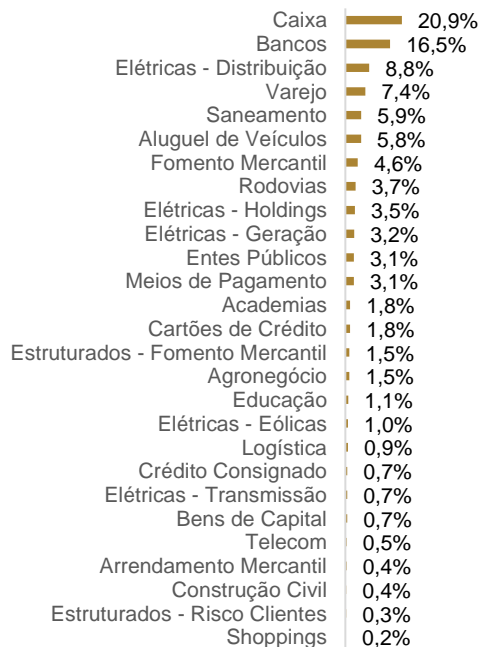 Caixa 20,9%
Bancos 16,5%
Elétricas - Distribuição 8,8%
Varejo 7,4%
Saneamento 5,9%
Aluguel de Veículos 5,8%
Fomento Mercantil 4,6%
Rodovias 3,7%
Elétricas - Holdings 3,5%
Elétricas - Geração 3,2%
Entes Públicos 3,1%
Meios de Pagamento 3,1%
Academias 1,8%
Cartões de Crédito 1,8%
Estruturados - Fomento Mercantil 1,5%
Agronegócio 1,5%
Educação 1,1%
Elétricas - Eólicas 1,0%
Logística 0,9%
Crédito Consignado 0,7%
Elétricas - Transmissão 0,7%
Bens de Capital 0,7%
Telecom 0,5%
Arrendamento Mercantil 0,4%
Construção Civil 0,4%
Estruturados - Risco Clientes 0,3%
Shoppings 0,2%